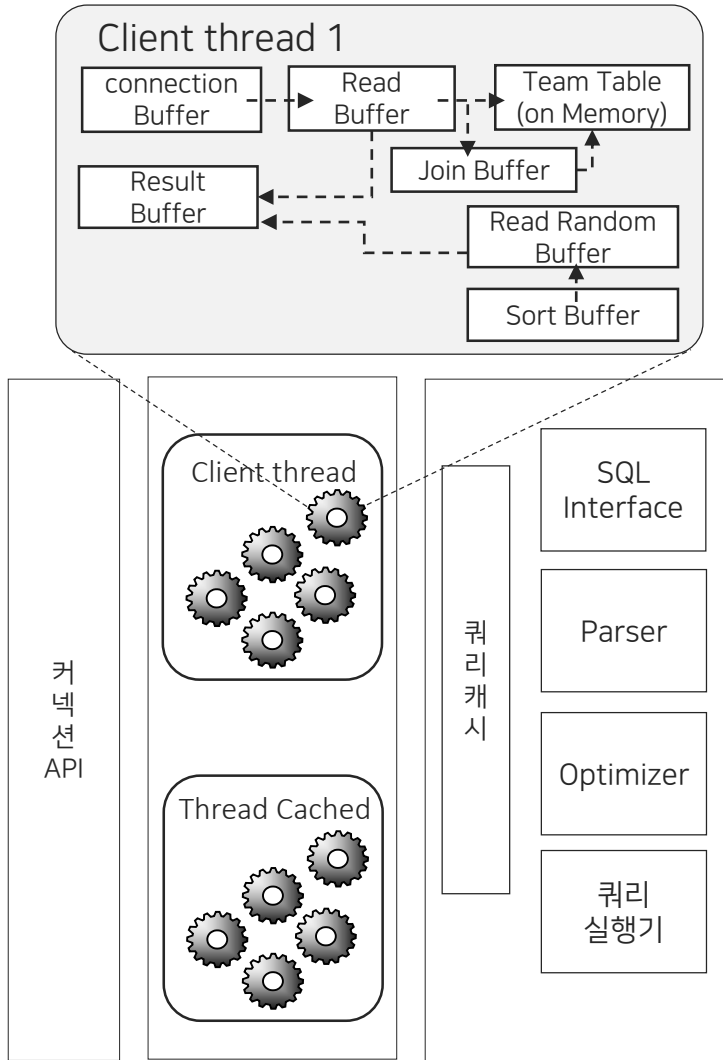 Client thread 1
connection
Buffer
Read
Buffer
Team Table
(on Memory)
Join Buffer
Result
Buffer
Read Random
Buffer
Sort Buffer
커
넥
션
API
Client thread
Thread Cached
쿼
리
캐
시
SQL
Interface
Parser
Optimizer
쿼리
실행기